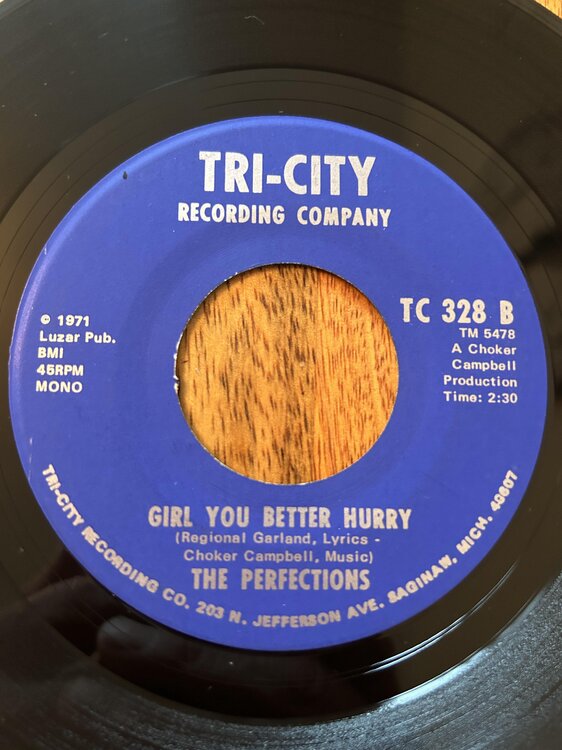 TRI-CITY
RECORDING COMPANY
© 1971
Luzar Pub.
BMI
45RPM
MONO
TC 328 B
TM 5478
A Choker
Campbell
Production
Time: 2:30
GIRL YOU BETTER HURRY
(Regional Garland, Lyrics -
Choker Campbell, Music)
THE PERFECTIONS
TRI-CITY RECORDING CO. 203 N. JEFFERSON AVE. SAGINAW, MICH. 48607